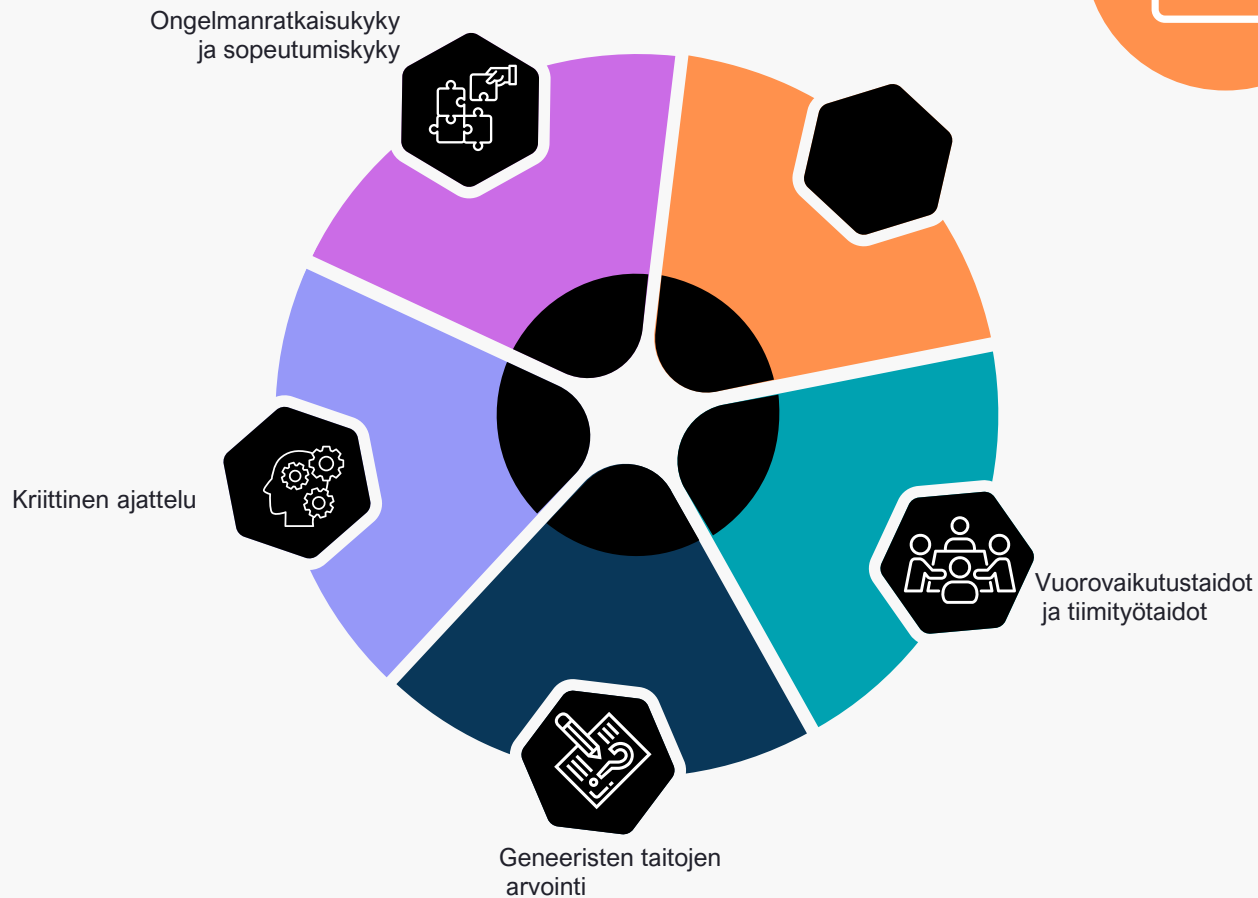 Ongelmanratkaisukyky
ja sopeutumiskyky
Kriittinen ajattelu
Vuorovaikutustaidot
ja tiimityötaidot
Geneeristen taitojen
arvointi